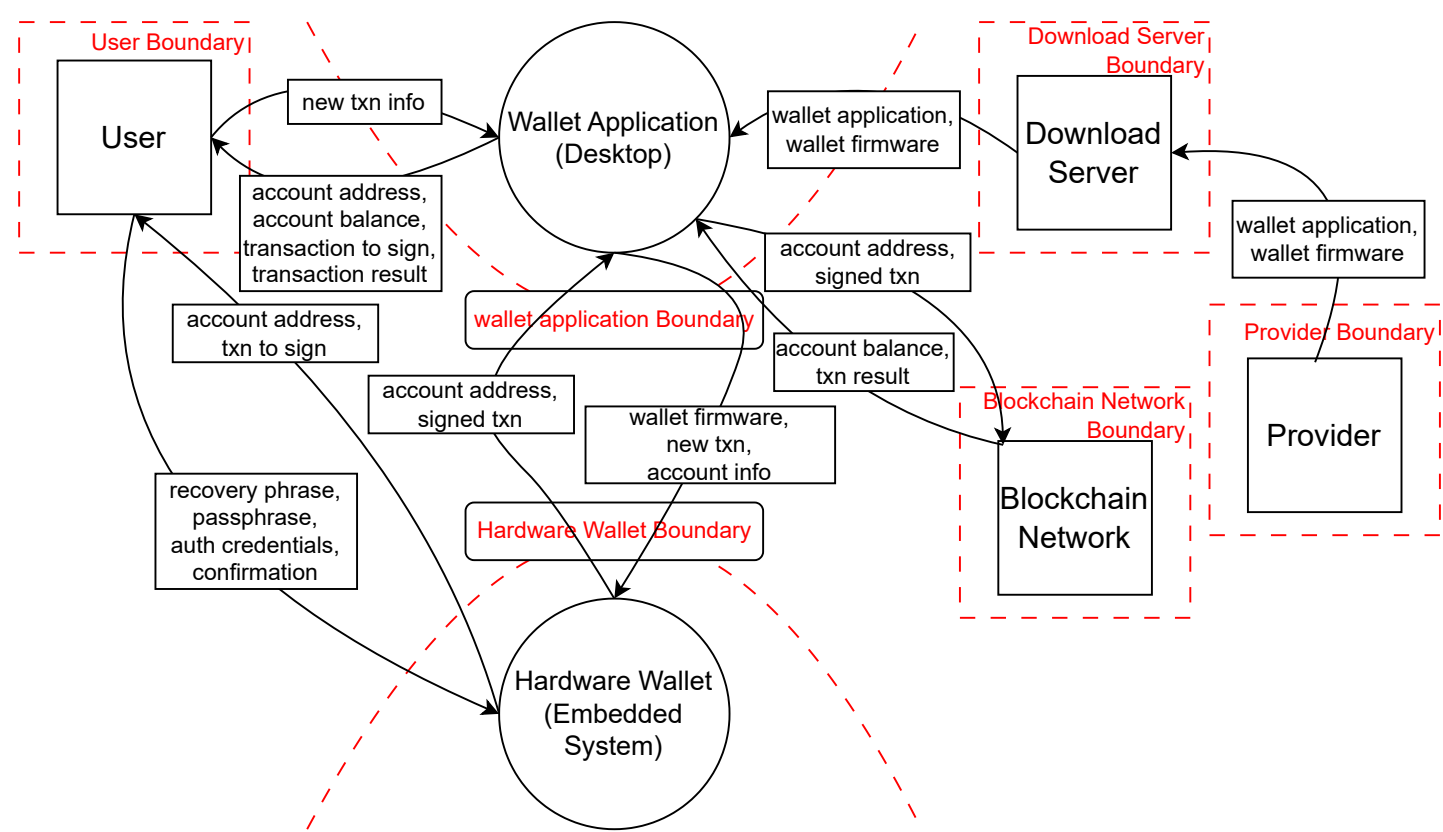 User Boundary
User
new txn info
Wallet Application
(Desktop)
wallet application,
wallet firmware
Download Server
Boundary
Download
Server
account address,
account balance,
transaction to sign,
transaction result
account address,
signed txn
wallet application,
wallet firmware
account address,
txn to sign
wallet application Boundary
account balance,
txn result
Provider Boundary
Provider
account address,
signed txn
wallet firmware,
new txn,
account info
Blockchain Network
Boundary
Blockchain
Network
recovery phrase,
passphrase,
auth credentials,
confirmation
Hardware Wallet Boundary
Hardware Wallet
(Embedded
System)